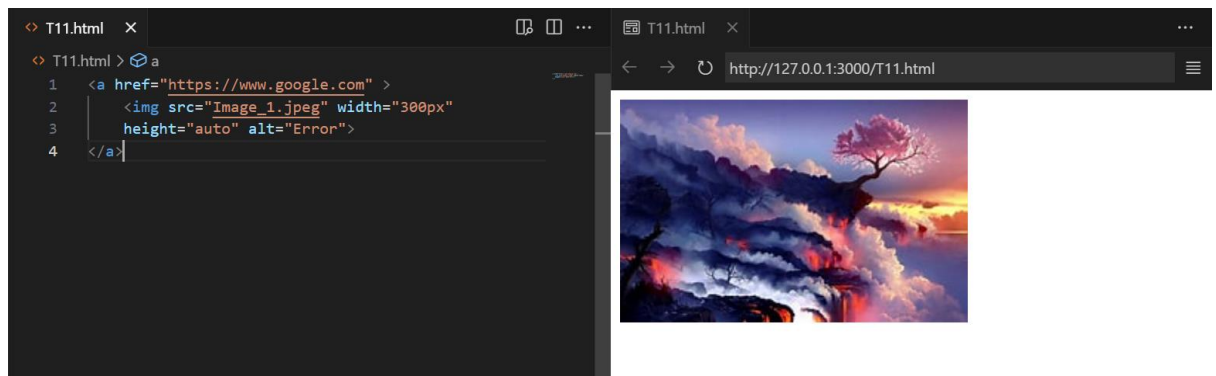 T11.html
T11.html > a
1 <a href="https://www.google.com" >
2 <img src="Image_1.jpeg" width="300px"
3 height="auto" alt="Error">
4 </a>
T11.html
http://127.0.0.1:3000/T11.html